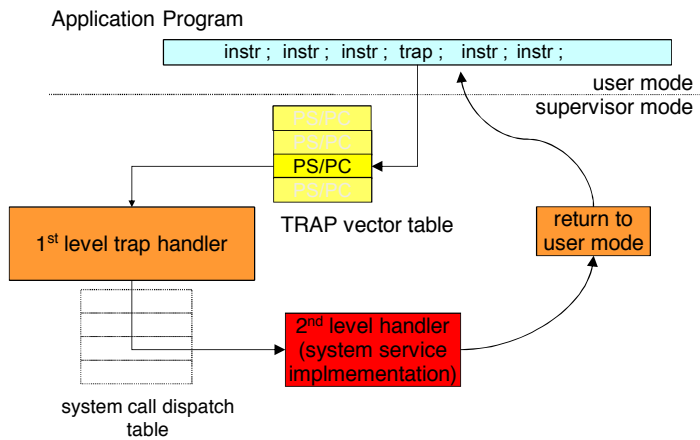 Application Program
instr ; instr ; instr ; trap ; instr ; instr ;
user mode
supervisor mode
PS/PC
PS/PC
PS/PC
PS/PC
TRAP vector table
1st level trap handler
return to
user mode
2nd level handler
(system service
implmementation)
system call dispatch
table